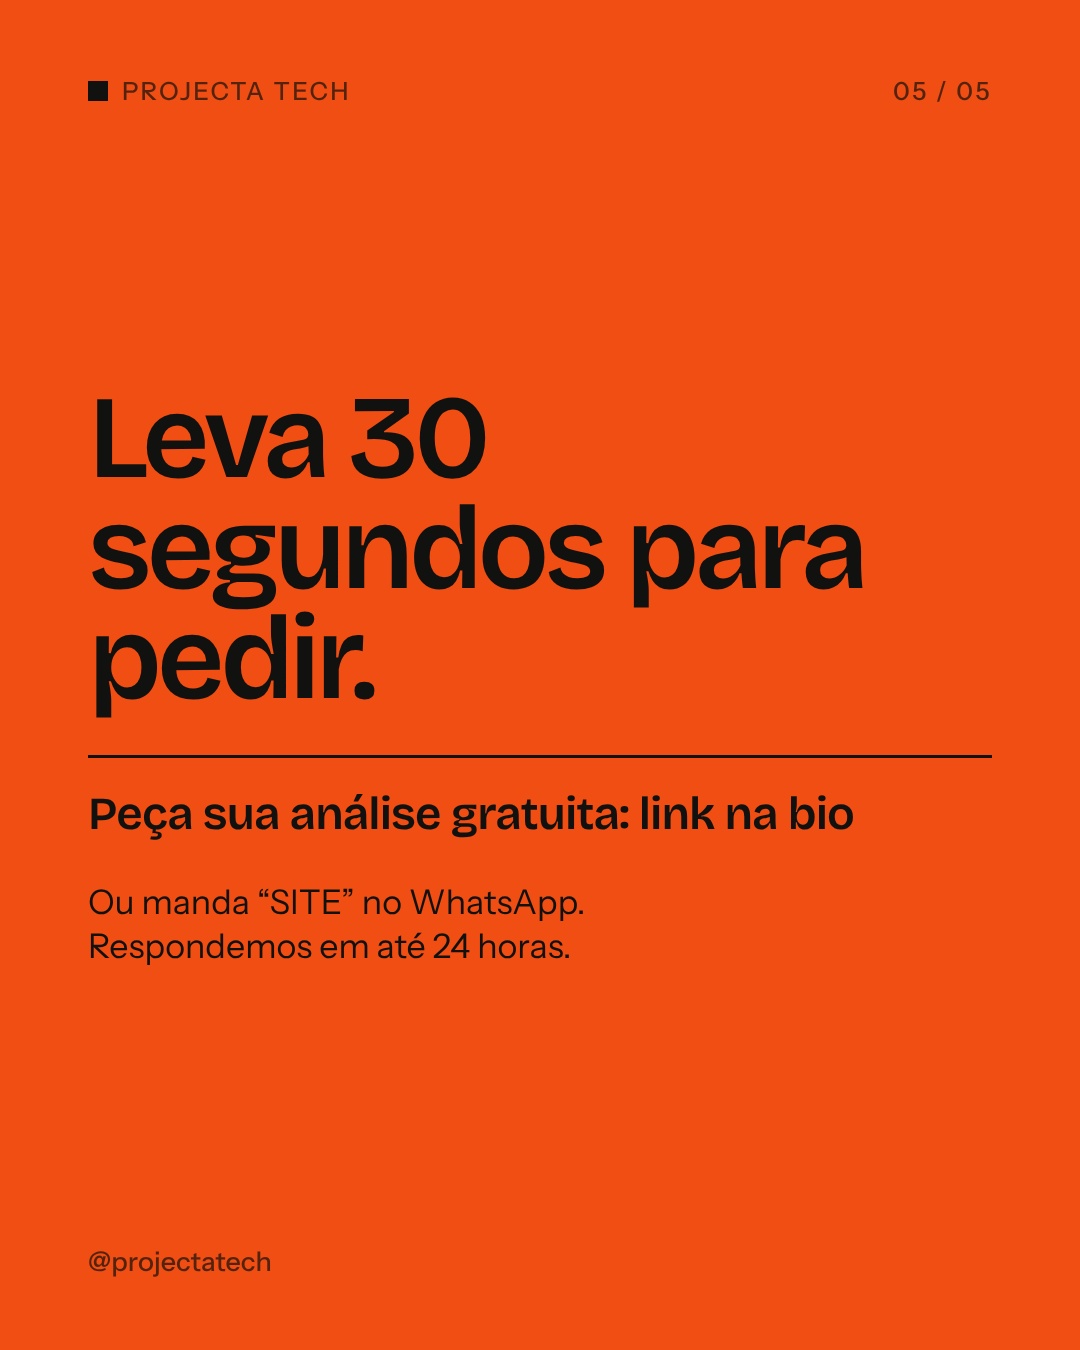 PROJECTA TECH
05 / 05
Leva 30
segundos para
pedir.
Peça sua análise gratuita: link na bio
Ou manda “SITE” no WhatsApp.
Respondemos em até 24 horas.
@projectatech